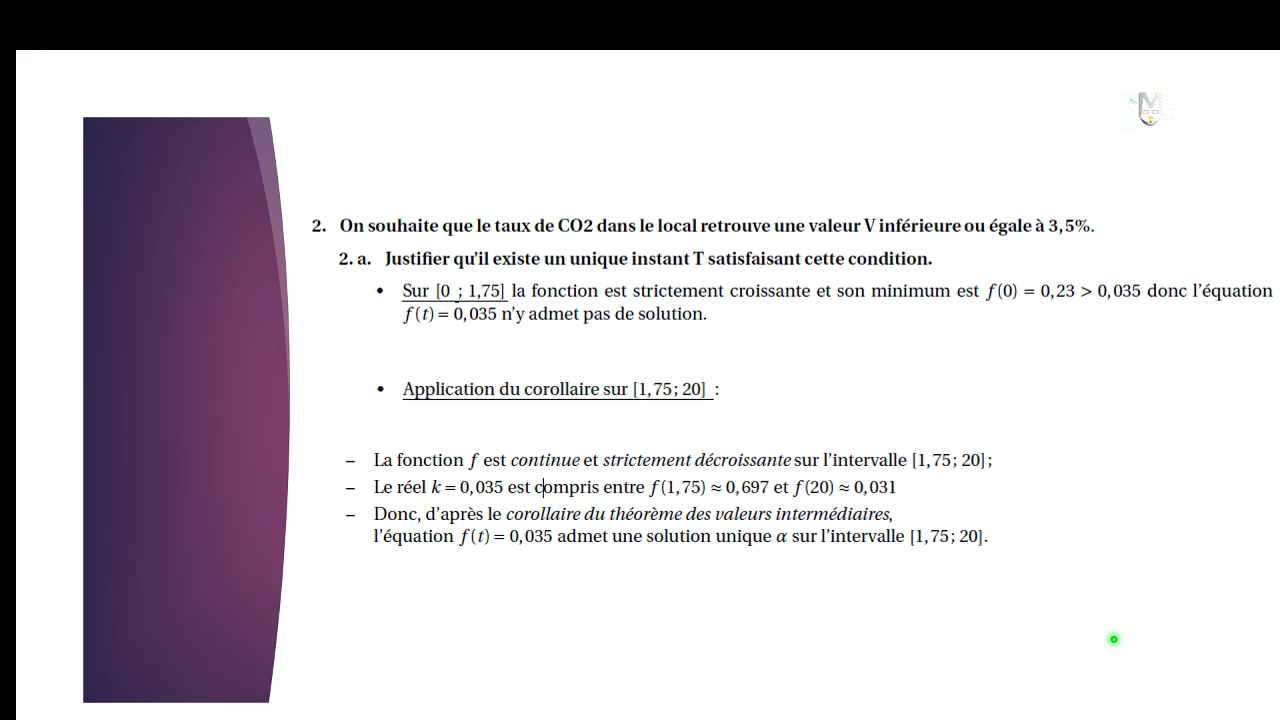 2. On souhaite que le taux de CO2 dans le local retrouve une valeur V inférieure ou égale à 3,5%.
2. a. Justifier qu'il existe un unique instant T satisfaisant cette condition.
• Sur [0 ; 1,75] la fonction est strictement croissante et son minimum est f(0) = 0,23 > 0,035 donc l'équation
f(t) = 0,035 n'y admet pas de solution.
• Application du corollaire sur [1,75; 20] :
– La fonction f est continue et strictement décroissante sur l'intervalle [1,75; 20];
– Le réel k = 0,035 est compris entre f(1,75) ≈ 0,697 et f(20) ≈ 0,031
– Donc, d'après le corollaire du théorème des valeurs intermédiaires,
l'équation f(t) = 0,035 admet une solution unique α sur l'intervalle [1,75; 20].